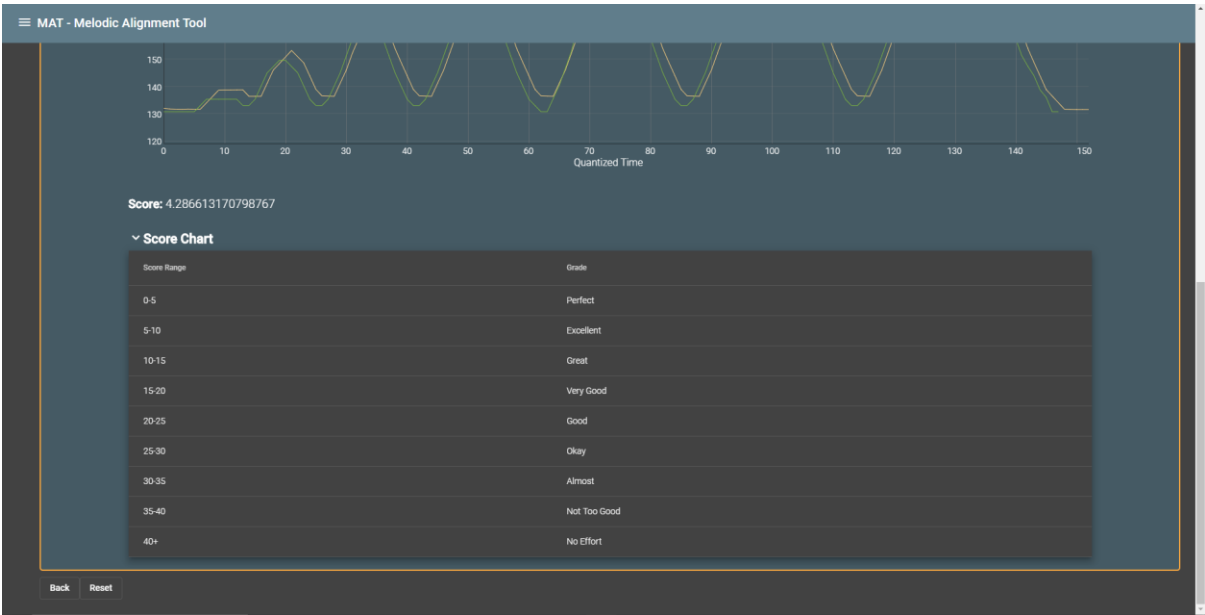 MAT - Melodic Alignment Tool
150
140
130
120
0 10 20 30 40 50 60 70 80 90 100 110 120 130 140 150
Quantized Time
Score: 4.286613170798767
Score Chart
Score Range Grade
0-5 Perfect
5-10 Excellent
10-15 Great
15-20 Very Good
20-25 Good
25-30 Okay
30-35 Almost
35-40 Not Too Good
40+ No Effort
Back Reset